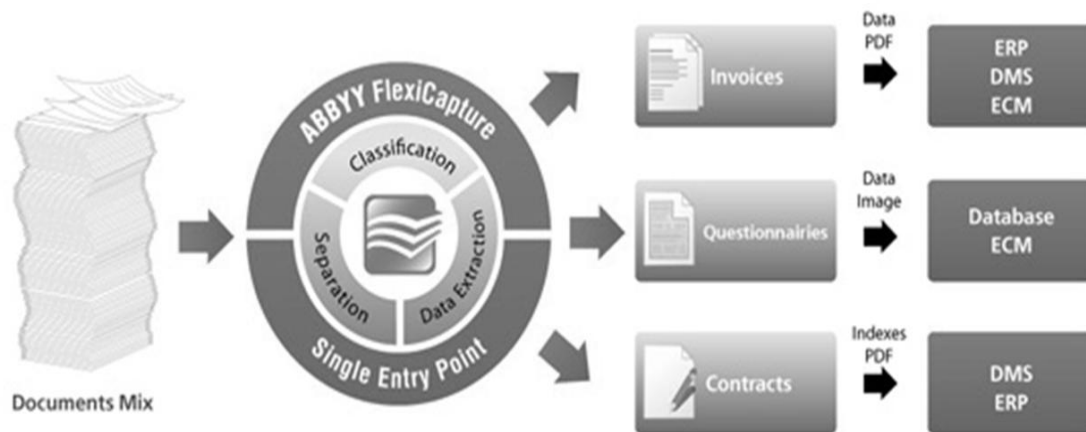 Documents Mix
ABBYY FlexiCapture
Classification
Separation
Data Extraction
Single Entry Point
Invoices
Data
PDF
ERP
DMS
ECM
Questionnairies
Data
Image
Database
ECM
Contracts
Indexes
PDF
DMS
ERP